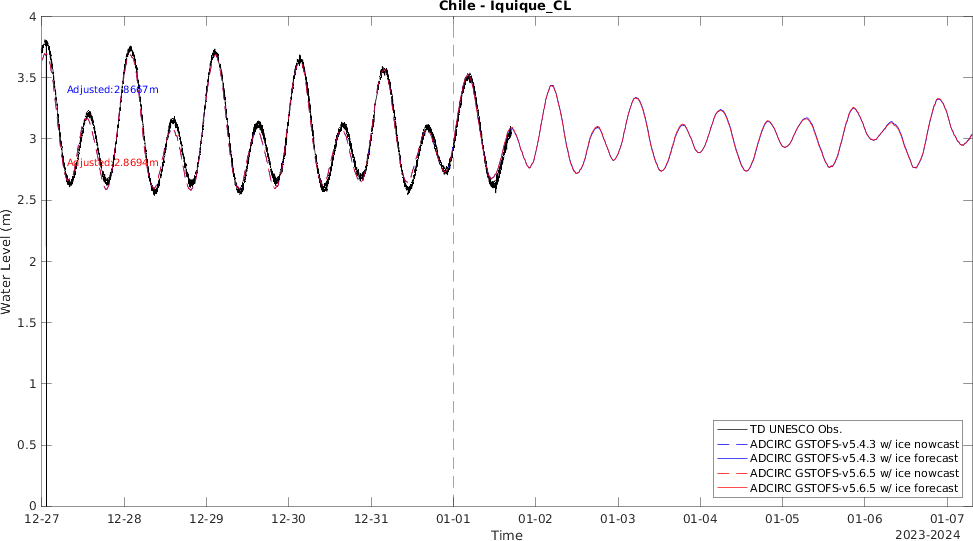 Chile - Iquique_CL
4
3.5
3
2.5
2
1.5
1
0.5
0
Water Level (m)
Adjusted:2.8667m
Adjusted:2.8694m
TD UNESCO Obs.
ADCIRC GSTOFS-v5.4.3 w/ ice nowcast
ADCIRC GSTOFS-v5.4.3 w/ ice forecast
ADCIRC GSTOFS-v5.6.5 w/ ice nowcast
ADCIRC GSTOFS-v5.6.5 w/ ice forecast
12-27 12-28 12-29 12-30 12-31 01-01 01-02 01-03 01-04 01-05 01-06 01-07
Time
2023-2024